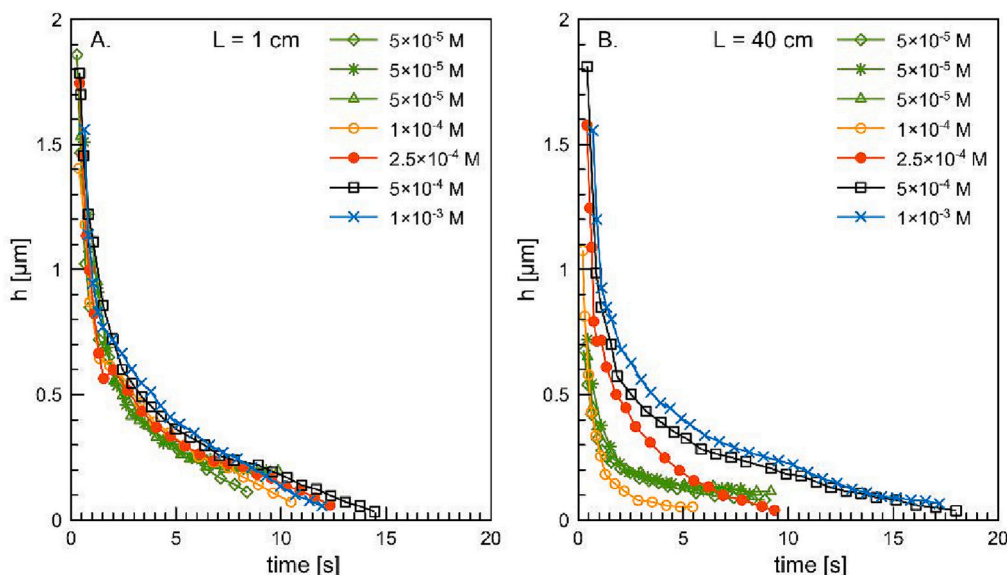 A.
L = 1 cm
5×10⁻⁵ M
5×10⁻⁵ M
5×10⁻⁵ M
1×10⁻⁴ M
2.5×10⁻⁴ M
5×10⁻⁴ M
1×10⁻³ M
h [µm]
2
1.5
1
0.5
0
0
5
10
15
20
time [s]
B.
L = 40 cm
5×10⁻⁵ M
5×10⁻⁵ M
5×10⁻⁵ M
1×10⁻⁴ M
2.5×10⁻⁴ M
5×10⁻⁴ M
1×10⁻³ M
h [µm]
2
1.5
1
0.5
0
0
5
10
15
20
time [s]